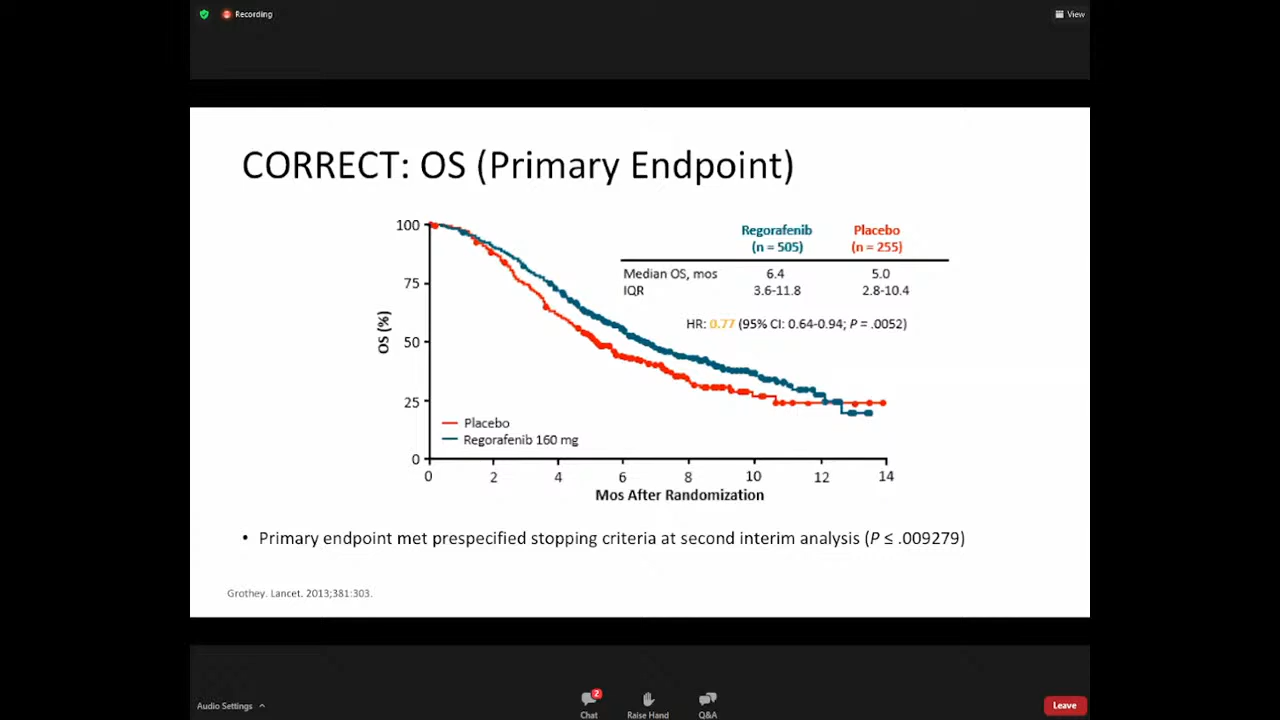 Recording
View
CORRECT: OS (Primary Endpoint)
100
75
50
25
0
OS (%)
Regorafenib Placebo
(n = 505) (n = 255)
Median OS, mos 6.4 5.0
IQR 3.6-11.8 2.8-10.4
HR: 0.77 (95% CI: 0.64-0.94; P = .0052)
Placebo
Regorafenib 160 mg
0 2 4 6 8 10 12 14
Mos After Randomization
• Primary endpoint met prespecified stopping criteria at second interim analysis (P ≤ .009279)
Grothey. Lancet. 2013;381:303.
Audio Settings
2
Chat
Raise Hand
Q&A
Leave